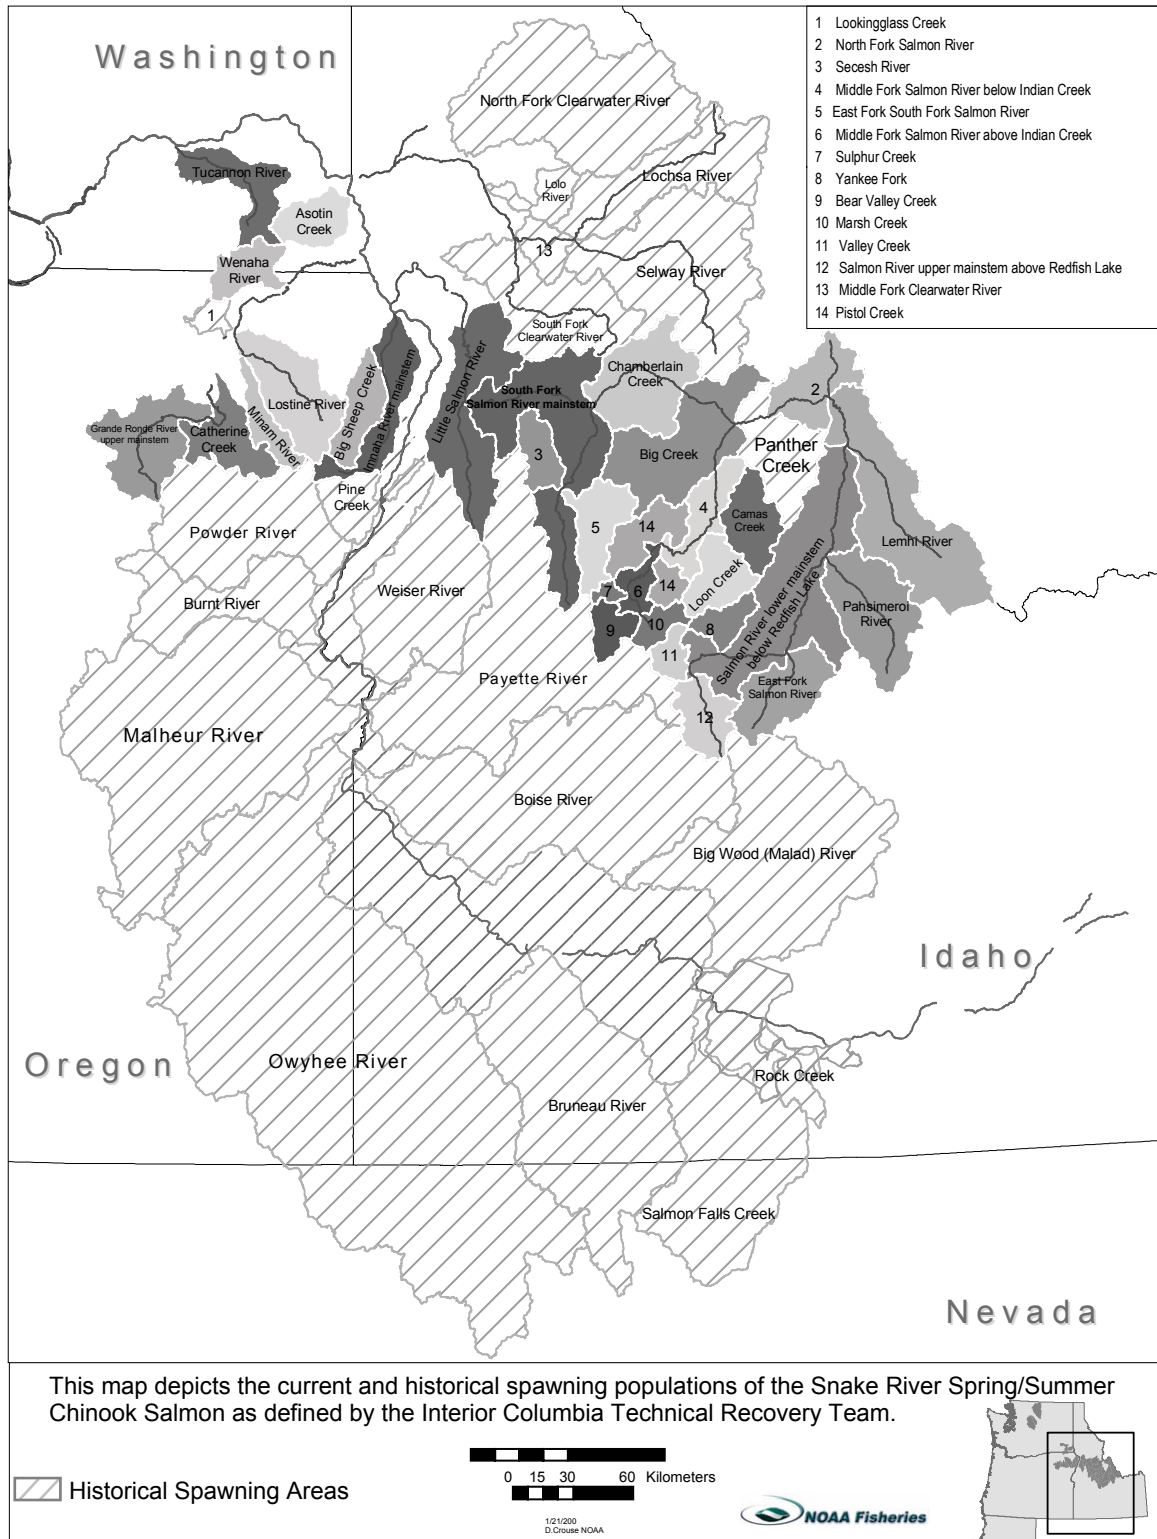 Washington
1 Lookingglass Creek
2 North Fork Salmon River
3 Secesh River
4 Middle Fork Salmon River below Indian Creek
5 East Fork South Fork Salmon River
6 Middle Fork Salmon River above Indian Creek
7 Sulphur Creek
8 Yankee Fork
9 Bear Valley Creek
10 Marsh Creek
11 Valley Creek
12 Salmon River upper mainstem above Redfish Lake
13 Middle Fork Clearwater River
14 Pistol Creek
North Fork Clearwater River
Tucannon River
Lolo
River
Lochsa River
Asotin
Creek
13
Wenaha
River
Selway River
1
South Fork
Clearwater River
Chamberlain
Creek
2
Little Salmon River
South Fork
Salmon River mainstem
Imnaha River mainstem
Big Sheep Creek
Lostine River
Minam River
Grande Ronde River
upper mainstem
Catherine
Creek
3
Big Creek
Panther
Creek
Pine
Creek
4
Camas
Creek
5
14
Powder River
Lemhi River
Weiser River
Burnt River
7
6
14
Loon Creek
Salmon River lower mainstem
below Redfish Lake
Pahsimeroi
River
9
10
8
11
Payette River
East Fork
Salmon River
12
Malheur River
Boise River
Big Wood (Malad) River
Idaho
Oregon
Owyhee River
Rock Creek
Bruneau River
Salmon Falls Creek
Nevada
This map depicts the current and historical spawning populations of the Snake River Spring/Summer
Chinook Salmon as defined by the Interior Columbia Technical Recovery Team.
Historical Spawning Areas
0 15 30 60 Kilometers
1/21/200
D.Crouse NOAA
NOAA Fisheries